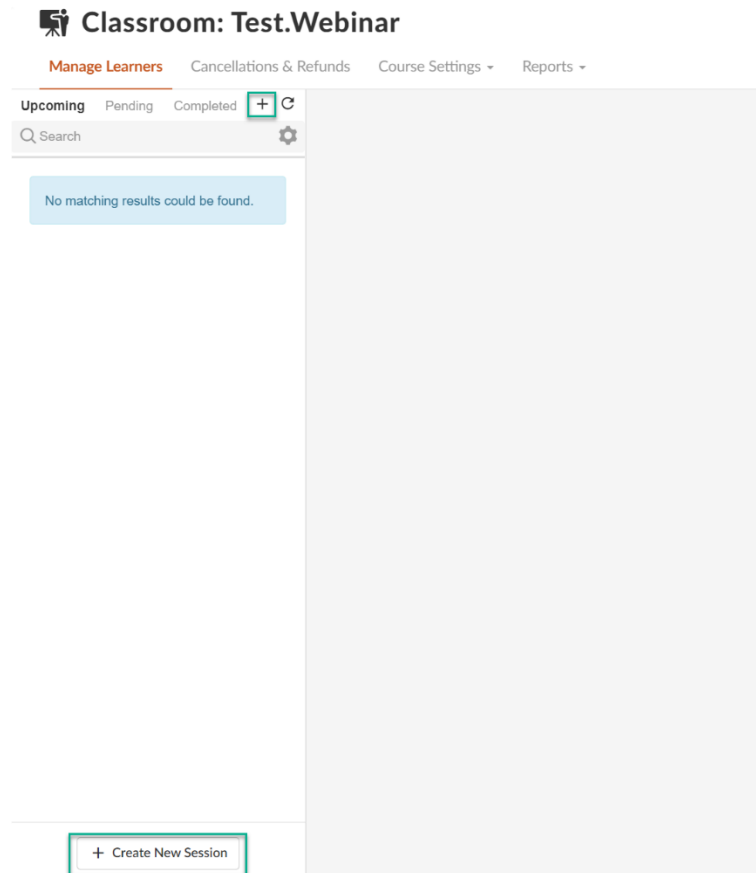 Classroom: Test.Webinar
Manage Learners Cancellations & Refunds Course Settings Reports
Upcoming Pending Completed +
Search
No matching results could be found.
+ Create New Session